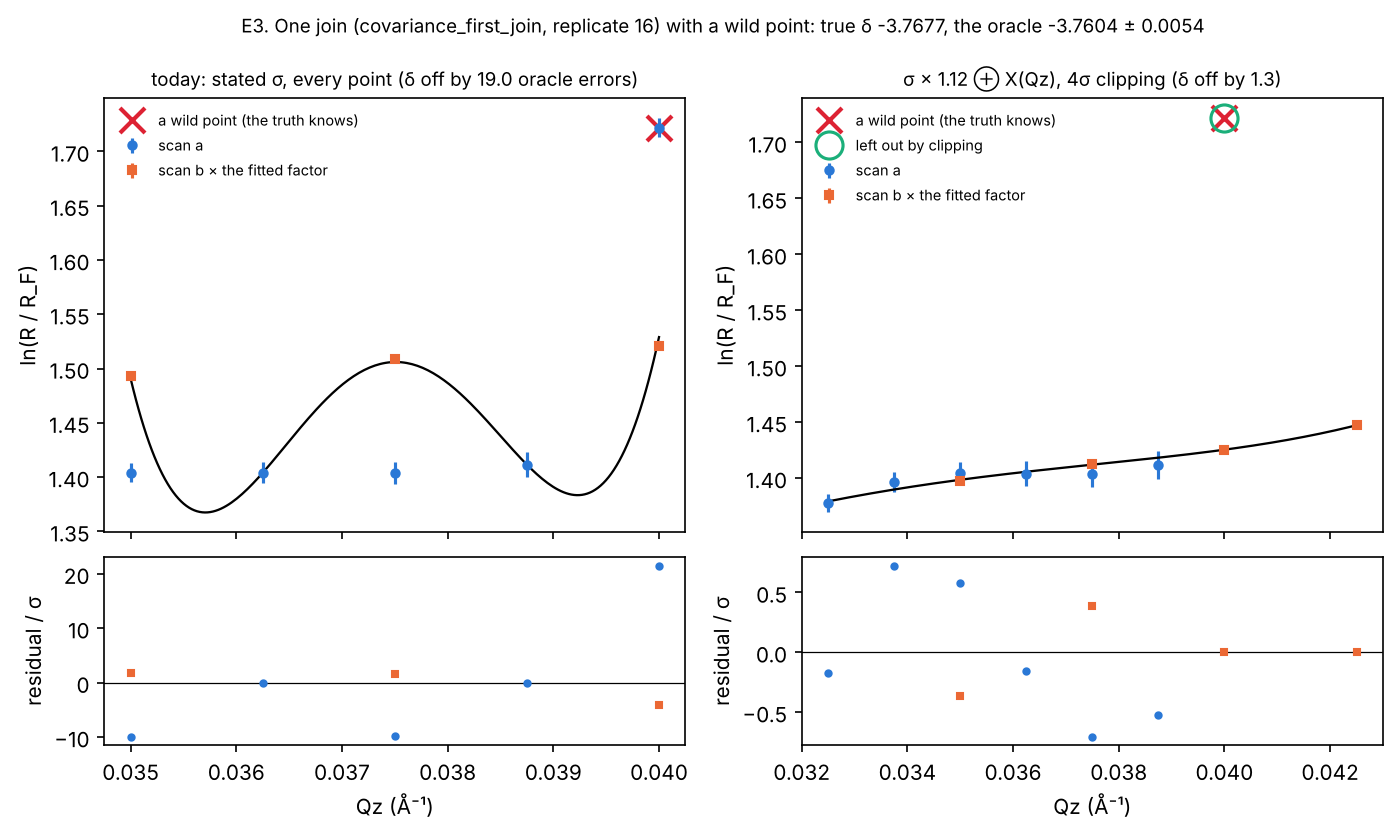 E3. One join (covariance_first_join, replicate 16) with a wild point: true δ -3.7677, the oracle -3.7604 ± 0.0054
today: stated σ, every point (δ off by 19.0 oracle errors)
a wild point (the truth knows)
scan a
scan b × the fitted factor
ln(R / R_F)
1.70
1.65
1.60
1.55
1.50
1.45
1.40
1.35
residual / σ
20
10
0
−10
0.035
0.036
0.037
0.038
0.039
0.040
Qz (Å⁻¹)
σ × 1.12 ⊕ X(Qz), 4σ clipping (δ off by 1.3)
a wild point (the truth knows)
left out by clipping
scan a
scan b × the fitted factor
ln(R / R_F)
1.70
1.65
1.60
1.55
1.50
1.45
1.40
residual / σ
0.5
0.0
−0.5
0.032
0.034
0.036
0.038
0.040
0.042
Qz (Å⁻¹)